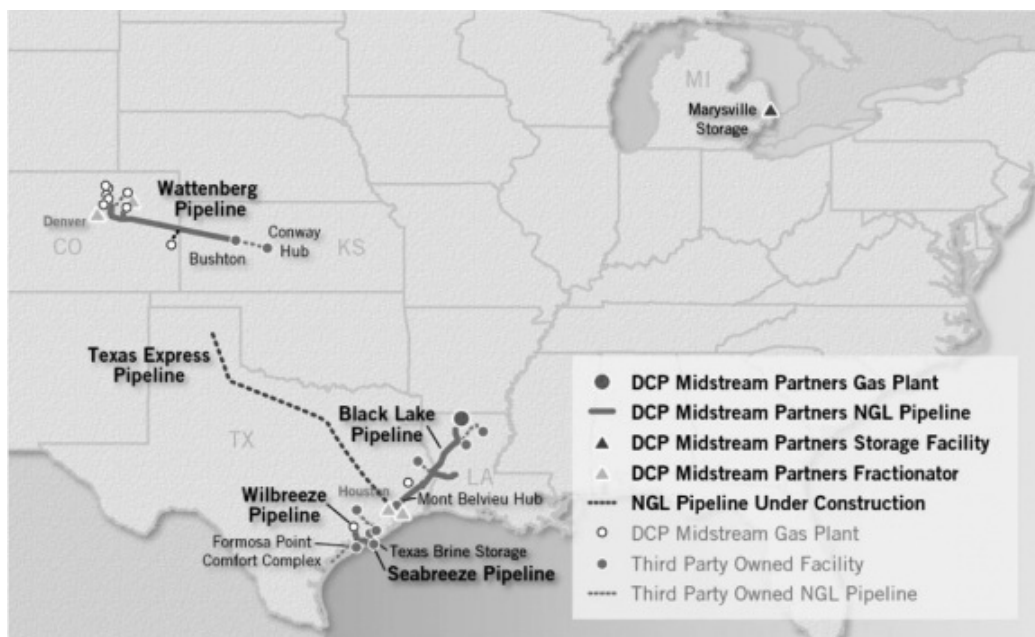 MI
Marysville
Storage
Wattenberg
Pipeline
Denver
CO
Conway
Hub
KS
Bushton
Texas Express
Pipeline
Black Lake
Pipeline
TX
LA
Houston
Mont Belvieu Hub
Wilbreeze
Pipeline
Formosa Point
Comfort Complex
Texas Brine Storage
Seabreeze Pipeline
DCP Midstream Partners Gas Plant
DCP Midstream Partners NGL Pipeline
DCP Midstream Partners Storage Facility
DCP Midstream Partners Fractionator
NGL Pipeline Under Construction
DCP Midstream Gas Plant
Third Party Owned Facility
Third Party Owned NGL Pipeline